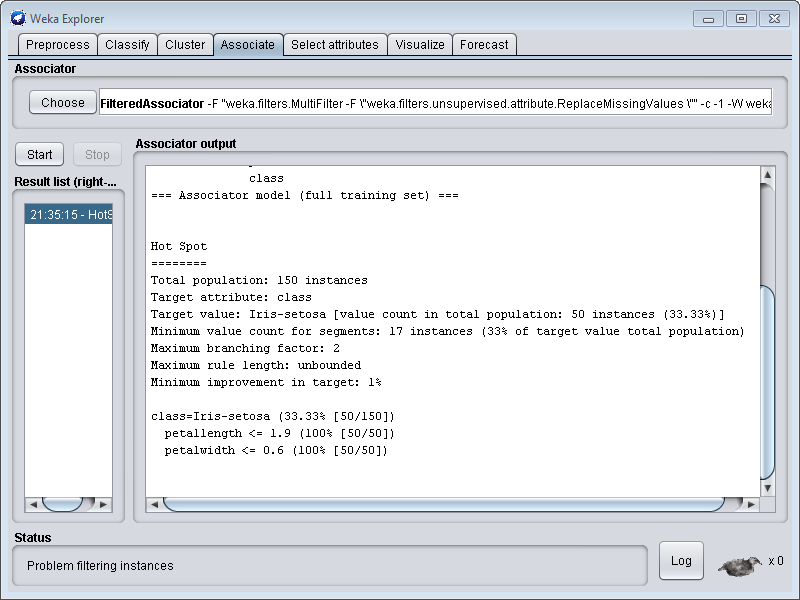 Weka Explorer
Preprocess Classify Cluster Associate Select attributes Visualize Forecast
Associator
Choose FilteredAssociator -F "weka.filters.MultiFilter -F \"weka.filters.unsupervised.attribute.ReplaceMissingValues \"" -c -1 -W weka
Start Stop
Result list (right-...
21:35:15 - HotS
Associator output
class
=== Associator model (full training set) ===
Hot Spot
========
Total population: 150 instances
Target attribute: class
Target value: Iris-setosa [value count in total population: 50 instances (33.33%)]
Minimum value count for segments: 17 instances (33% of target value total population)
Maximum branching factor: 2
Maximum rule length: unbounded
Minimum improvement in target: 1%
class=Iris-setosa (33.33% [50/150])
petallength <= 1.9 (100% [50/50])
petalwidth <= 0.6 (100% [50/50])
Status
Problem filtering instances
Log
x 0